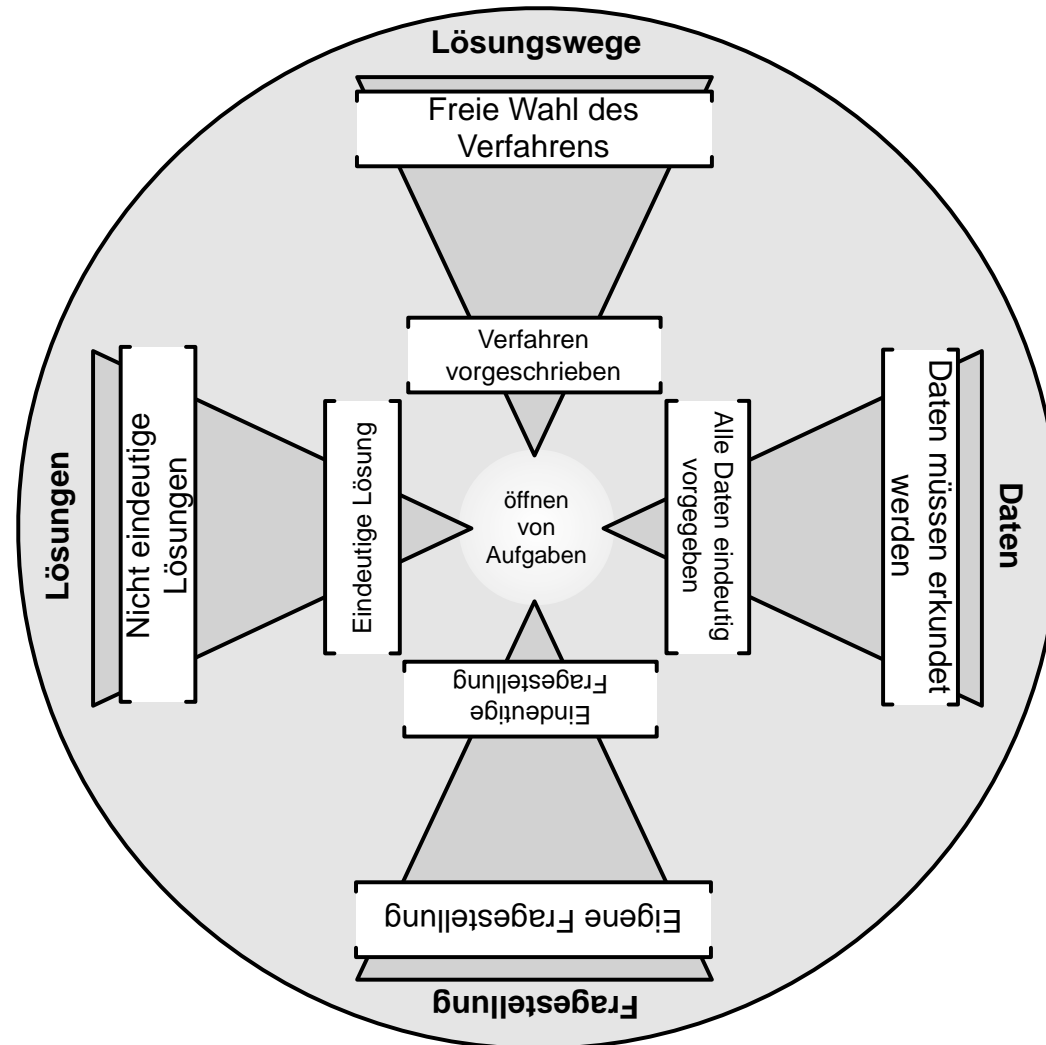 Lösungswege
Freie Wahl des
Verfahrens
Verfahren
vorgeschrieben
Lösungen
Nicht eindeutige
Lösungen
Eindeutige Lösung
öffnen
von
Aufgaben
Alle Daten eindeutig
vorgegeben
Daten müssen erkundet
werden
Daten
Eindeutige
Fragestellung
Eigene Fragestellung
Fragestellung